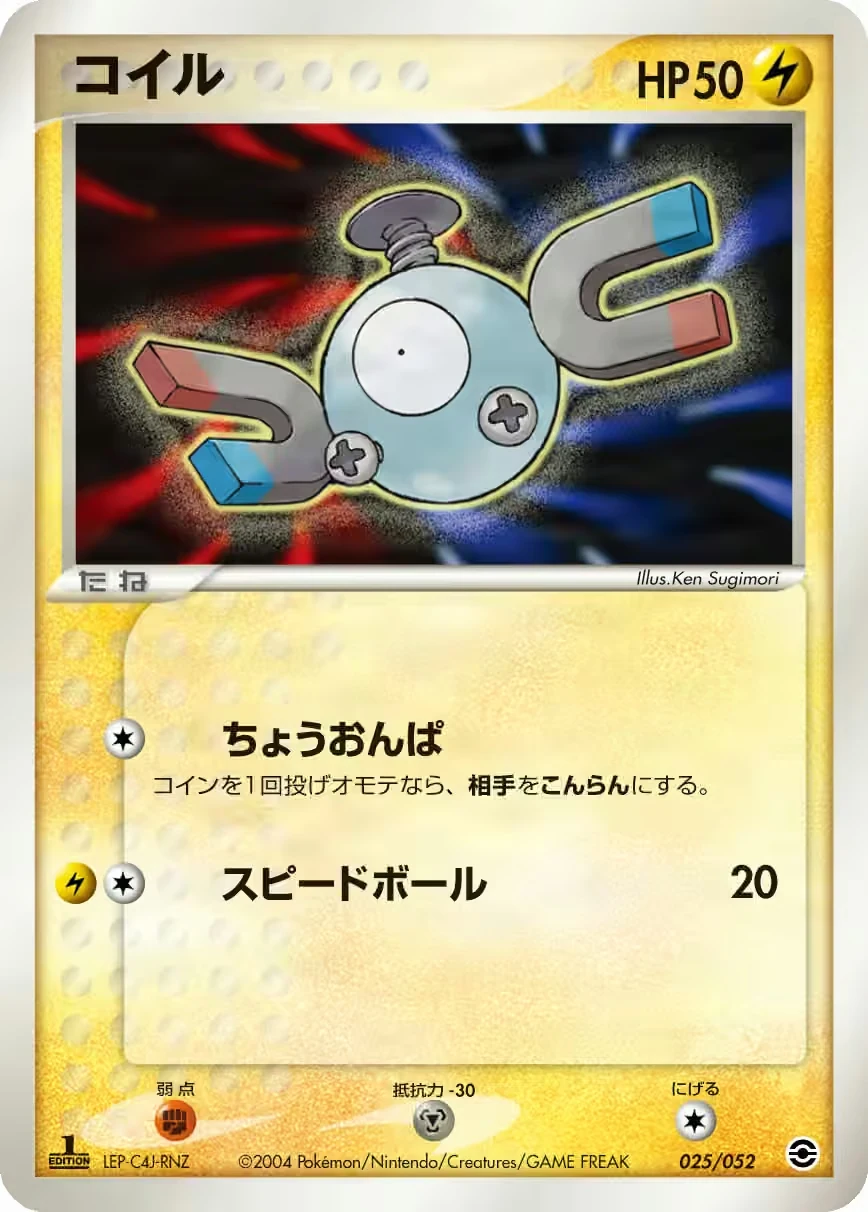 コイル HP50
たね Illus.Ken Sugimori
ちょうおんぱ
コインを1回投げオモテなら、相手をこんらんにする。
スピードボール 20
弱点 抵抗力 -30 にげる
1 EDITION LEP-C4J-RNZ ©2004 Pokémon/Nintendo/Creatures/GAME FREAK 025/052